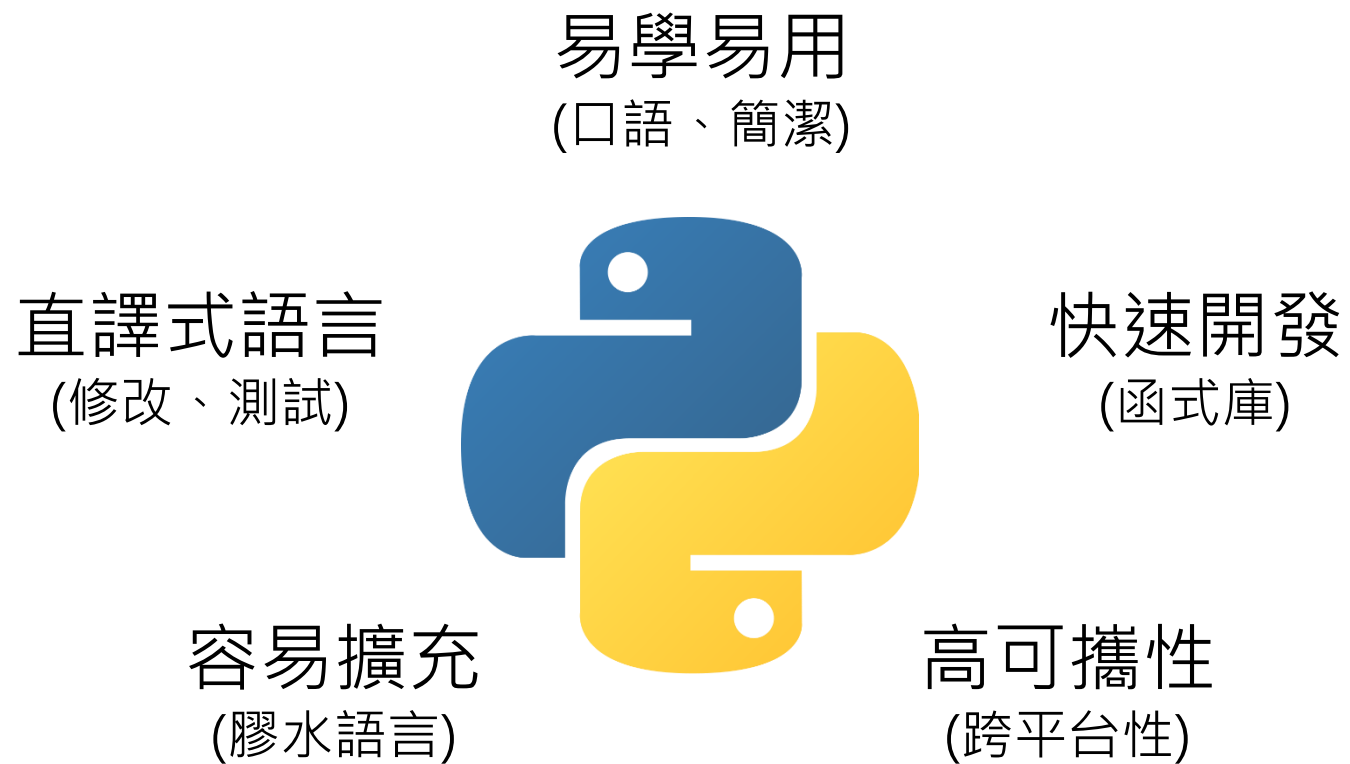 易學易用
(口語、簡潔)
直譯式語言
(修改、測試)
快速開發
(函式庫)
容易擴充
(膠水語言)
高可攜性
(跨平台性)